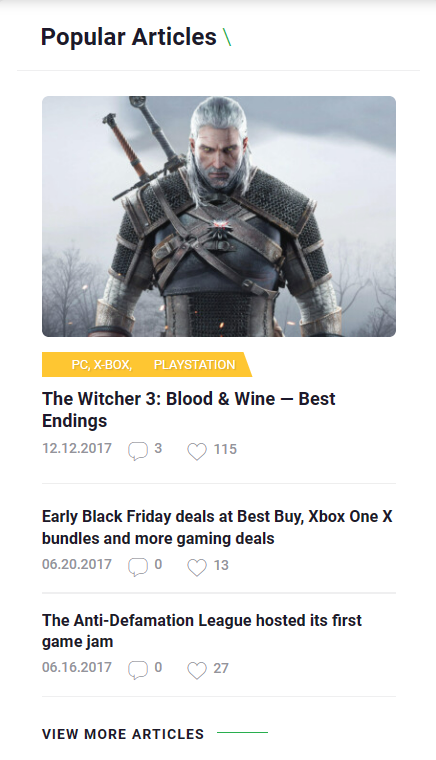 Popular Articles \
PC, X-BOX, PLAYSTATION
The Witcher 3: Blood & Wine — Best
Endings
12.12.2017 3 115
Early Black Friday deals at Best Buy, Xbox One X
bundles and more gaming deals
06.20.2017 0 13
The Anti-Defamation League hosted its first
game jam
06.16.2017 0 27
VIEW MORE ARTICLES